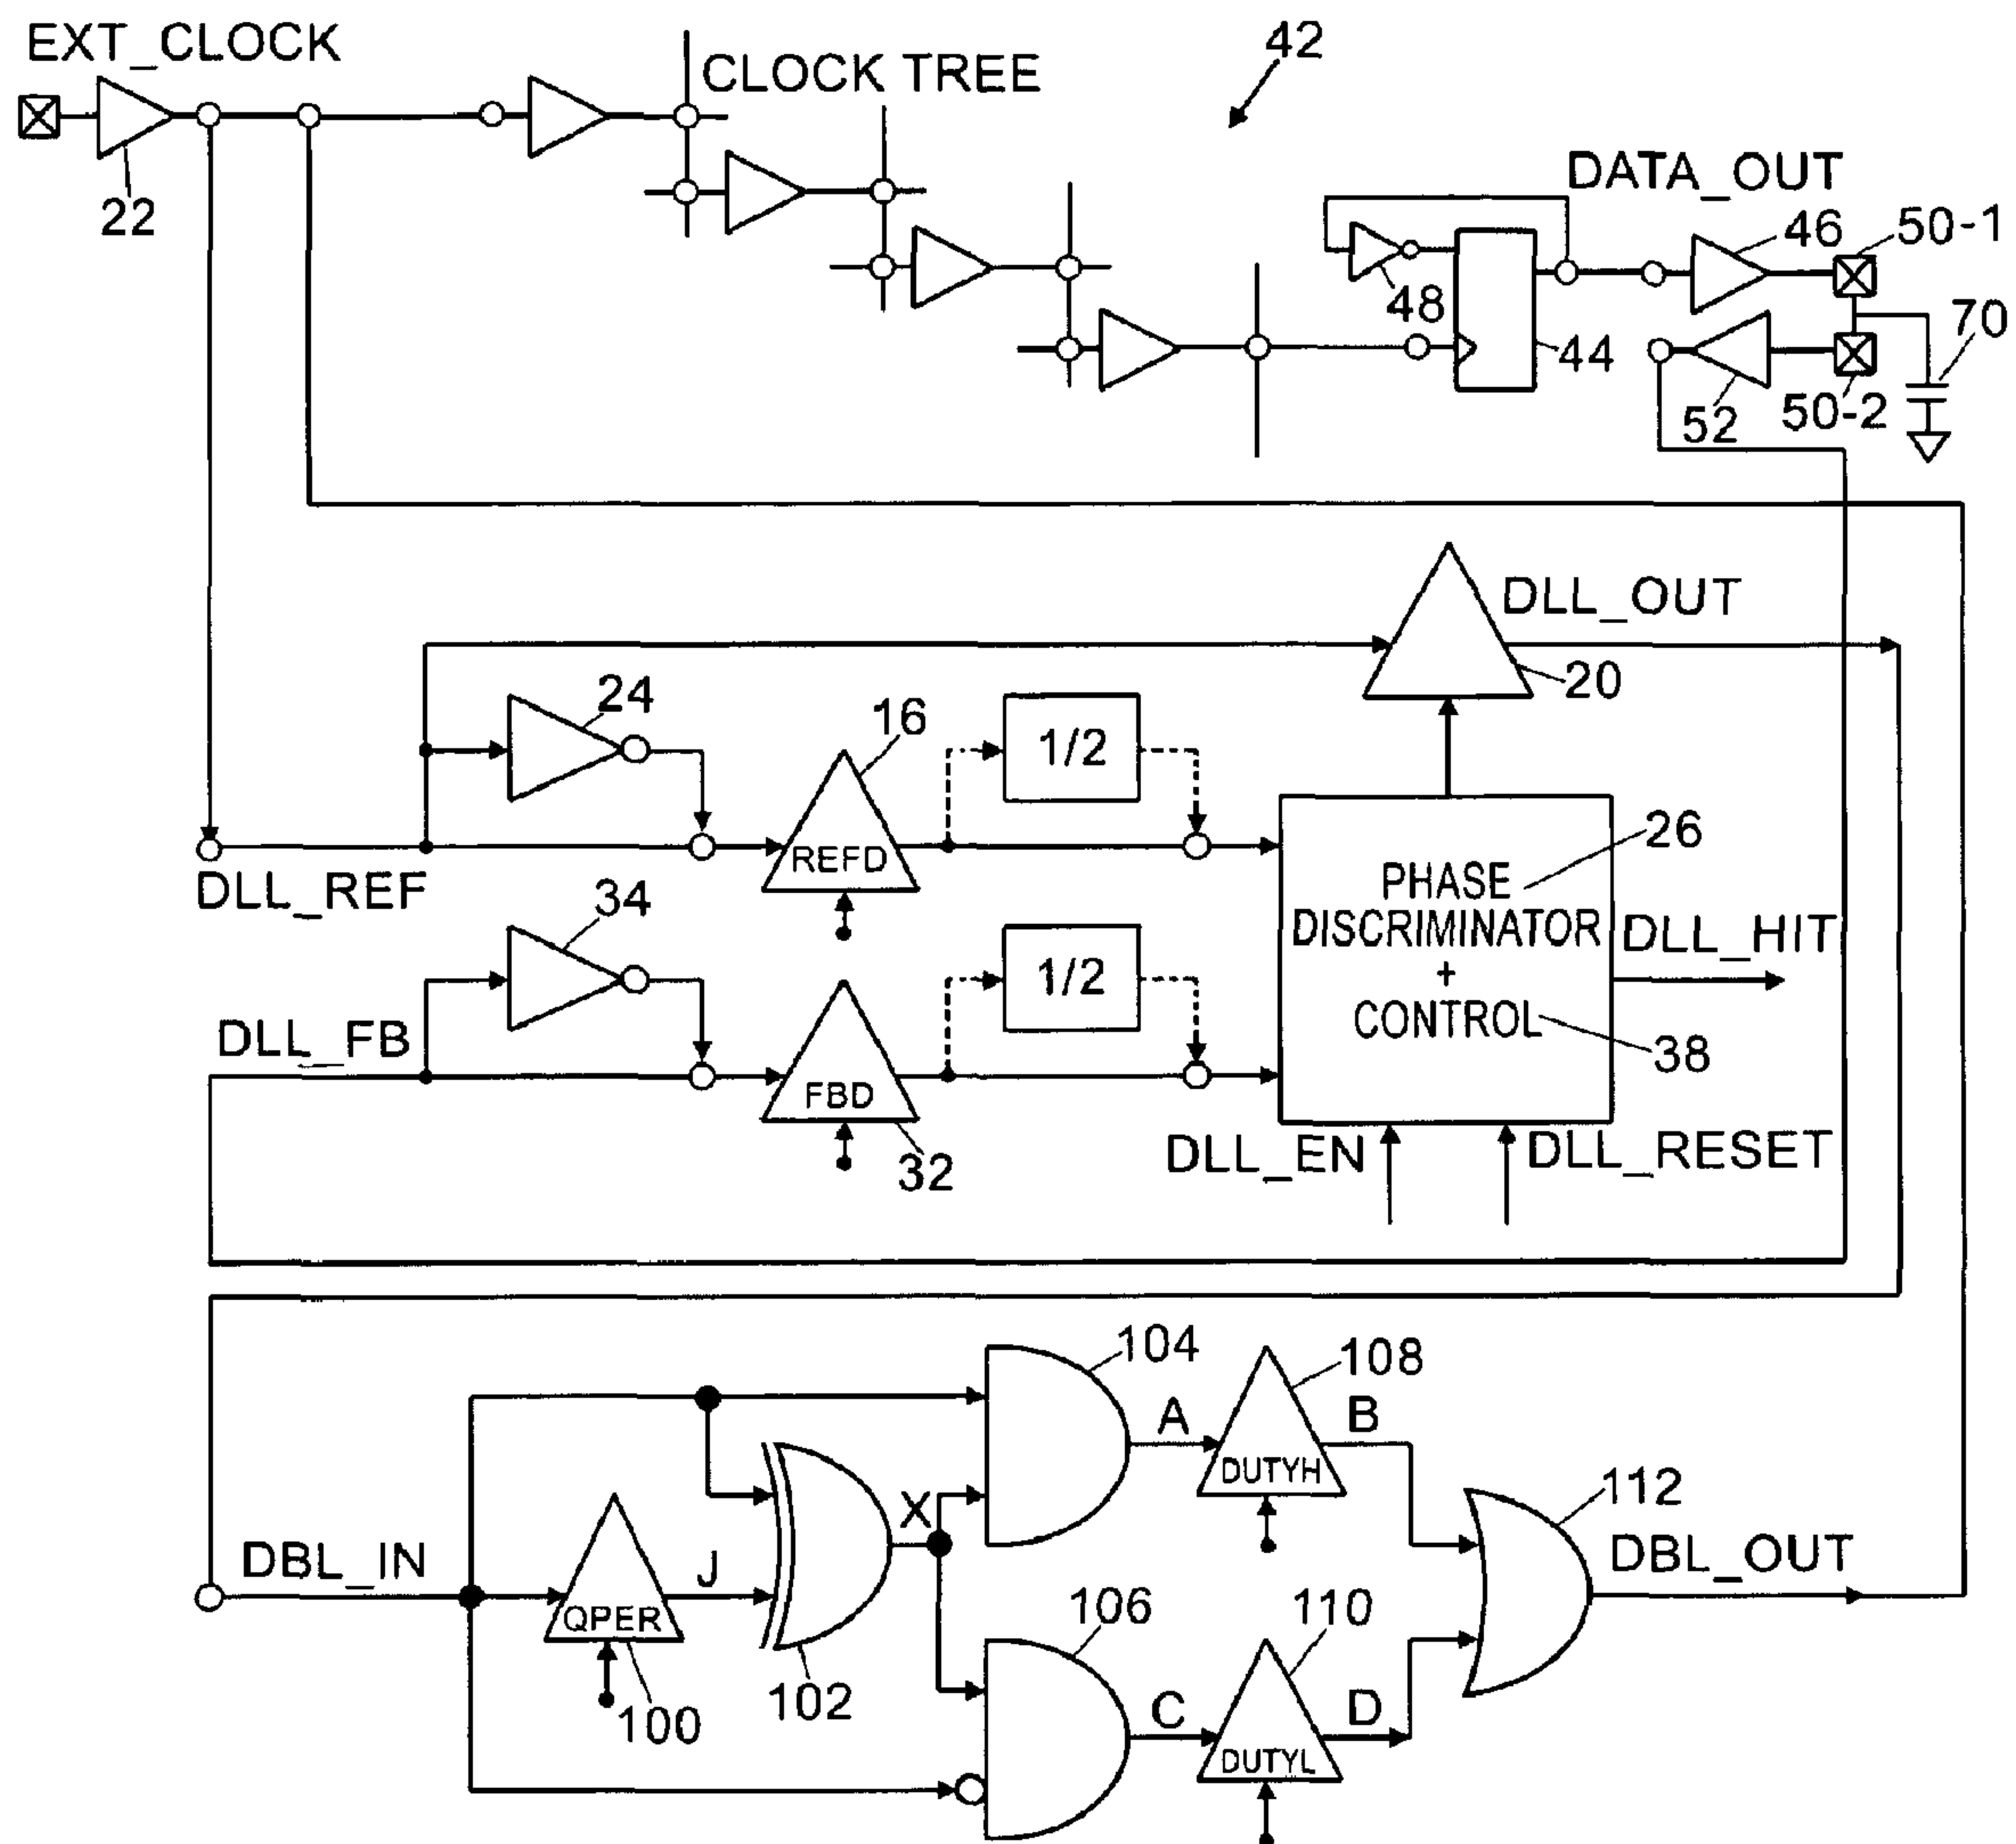 EXT_CLOCK
CLOCK TREE
42
22
DATA_OUT
46
50-1
48
44
70
52
50-2
DLL_OUT
20
24
16
1/2
REFD
DLL_REF
26
PHASE
DISCRIMINATOR
+
CONTROL
DLL_HIT
38
34
1/2
DLL_FB
FBD
32
DLL_EN
DLL_RESET
104
108
A
B
DUTYH
112
X
DBL_IN
J
QPER
DBL_OUT
100
102
106
110
C
D
DUTYL